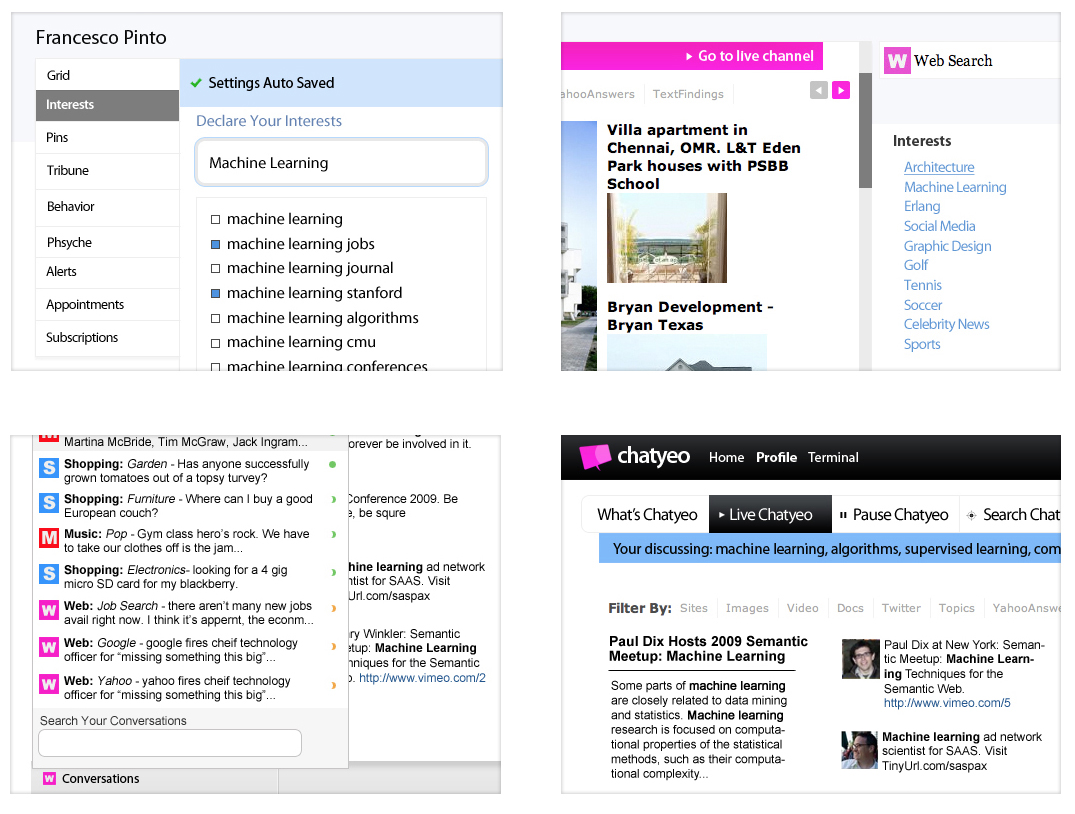 Francesco Pinto
Grid
Interests
Pins
Tribune
Behavior
Phsyche
Alerts
Appointments
Subscriptions
Settings Auto Saved
Declare Your Interests
Machine Learning
machine learning
machine learning jobs
machine learning journal
machine learning stanford
machine learning algorithms
machine learning cmu
machine learning conferences
Go to live channel
ahooAnswers
TextFindings
Villa apartment in
Chennai, OMR. L&T Eden
Park houses with PSBB
School
Bryan Development -
Bryan Texas
W Web Search
Interests
Architecture
Machine Learning
Erlang
Social Media
Graphic Design
Golf
Tennis
Soccer
Celebrity News
Sports
M
Martina McBride, Tim McGraw, Jack Ingram...
S Shopping: Garden - Has anyone successfully
grown tomatoes out of a topsy turvey?
S Shopping: Furniture - Where can I buy a good
European couch?
M Music: Pop - Gym class hero's rock. We have
to take our clothes off is the jam...
S Shopping: Electronics- looking for a 4 gig
micro SD card for my blackberry.
W Web: Job Search - there aren't many new jobs
avail right now. I think it's appernt, the econm...
W Web: Google - google fires cheif technology
officer for "missing something this big"...
W Web: Yahoo - yahoo fires cheif technology
officer for "missing something this big"...
Search Your Conversations
W Conversations
orever be involved in it.
Conference 2009. Be
e, be squre
hine learning ad network
ntist for SAAS. Visit
Url.com/saspax
ry Winkler: Semantic
etup: Machine Learning
hniques for the Semantic
b. http://www.vimeo.com/2
chatyeo
Home
Profile
Terminal
What's Chatyeo
Live Chatyeo
Pause Chatyeo
Search Chat
Your discussing: machine learning, algorithms, supervised learning, com
Filter By: Sites Images Video Docs Twitter Topics YahooAnswe
Paul Dix Hosts 2009 Semantic
Meetup: Machine Learning
Some parts of machine learning
are closely related to data mining
and statistics. Machine learning
research is focused on computa-
tional properties of the statistical
methods, such as their computa-
tional complexity...
Paul Dix at New York: Seman-
tic Meetup: Machine Learn-
ing Techniques for the
Semantic Web.
http://www.vimeo.com/5
Machine learning ad network
scientist for SAAS. Visit
TinyUrl.com/saspax